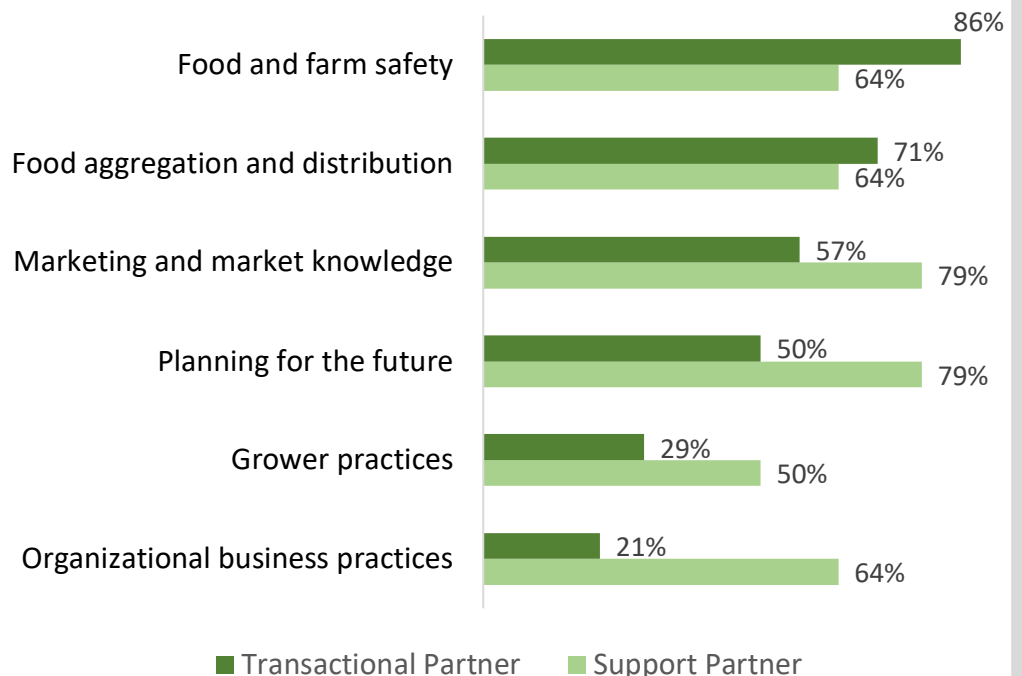 86%
Food and farm safety
64%
71%
Food aggregation and distribution
64%
57%
Marketing and market knowledge
79%
50%
Planning for the future
79%
29%
Grower practices
50%
21%
Organizational business practices
64%
Transactional Partner Support Partner